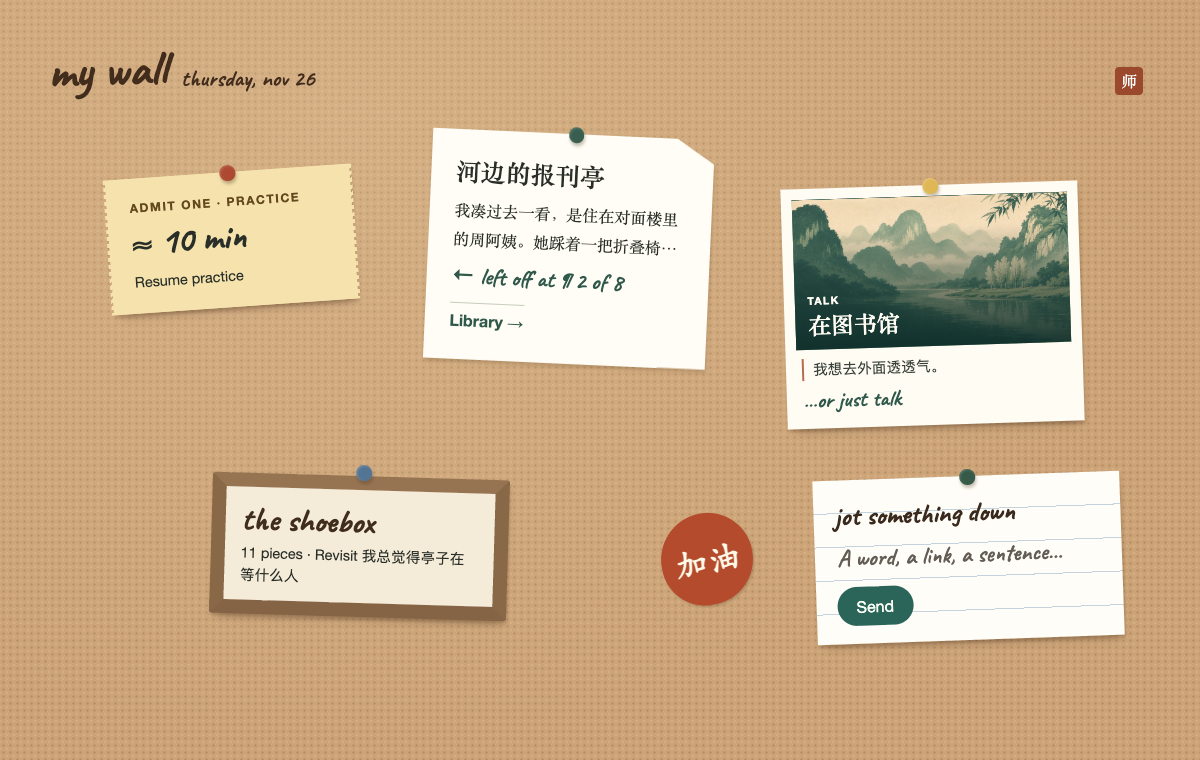 my wall thursday, nov 26
师
ADMIT ONE · PRACTICE
≈ 10 min
Resume practice
河边的报刊亭
我凑过去一看，是住在对面楼里
的周阿姨。她踩着一把折叠椅…
← left off at ¶ 2 of 8
Library →
TALK
在图书馆
我想去外面透透气。
...or just talk
the shoebox
11 pieces · Revisit 我总觉得亭子在
等什么人
加油
jot something down
A word, a link, a sentence...
Send